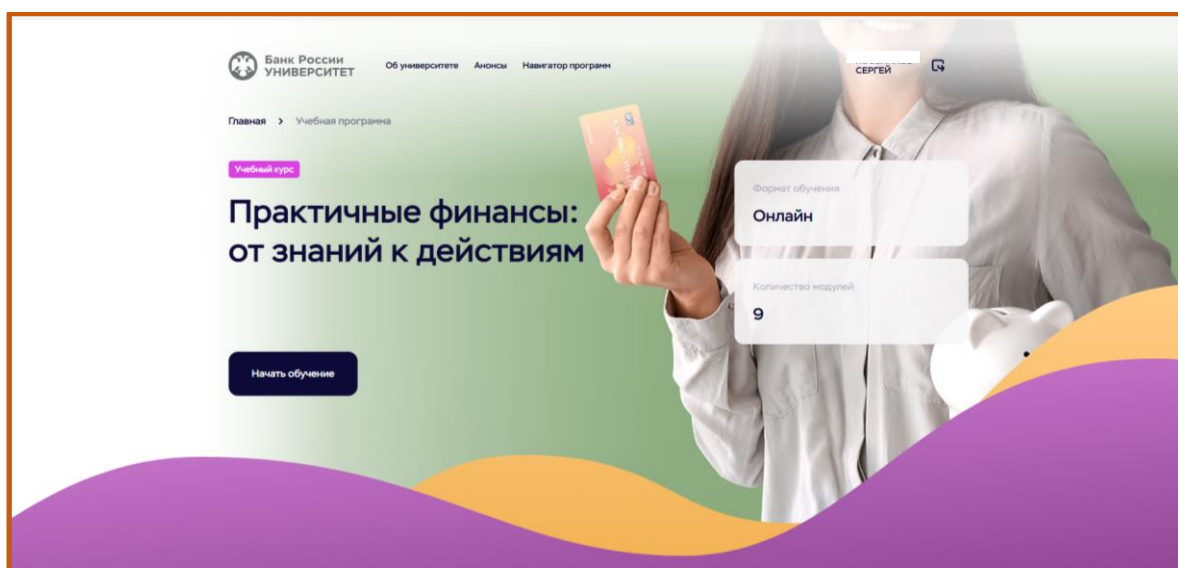 Банк России
УНИВЕРСИТЕТ
Об университете Анонсы Навигатор программ
СЕРГЕЙ
Главная > Учебная программа
Учебный курс
Практичные финансы:
от знаний к действиям
Формат обучения
Онлайн
Количество модулей
9
Начать обучение